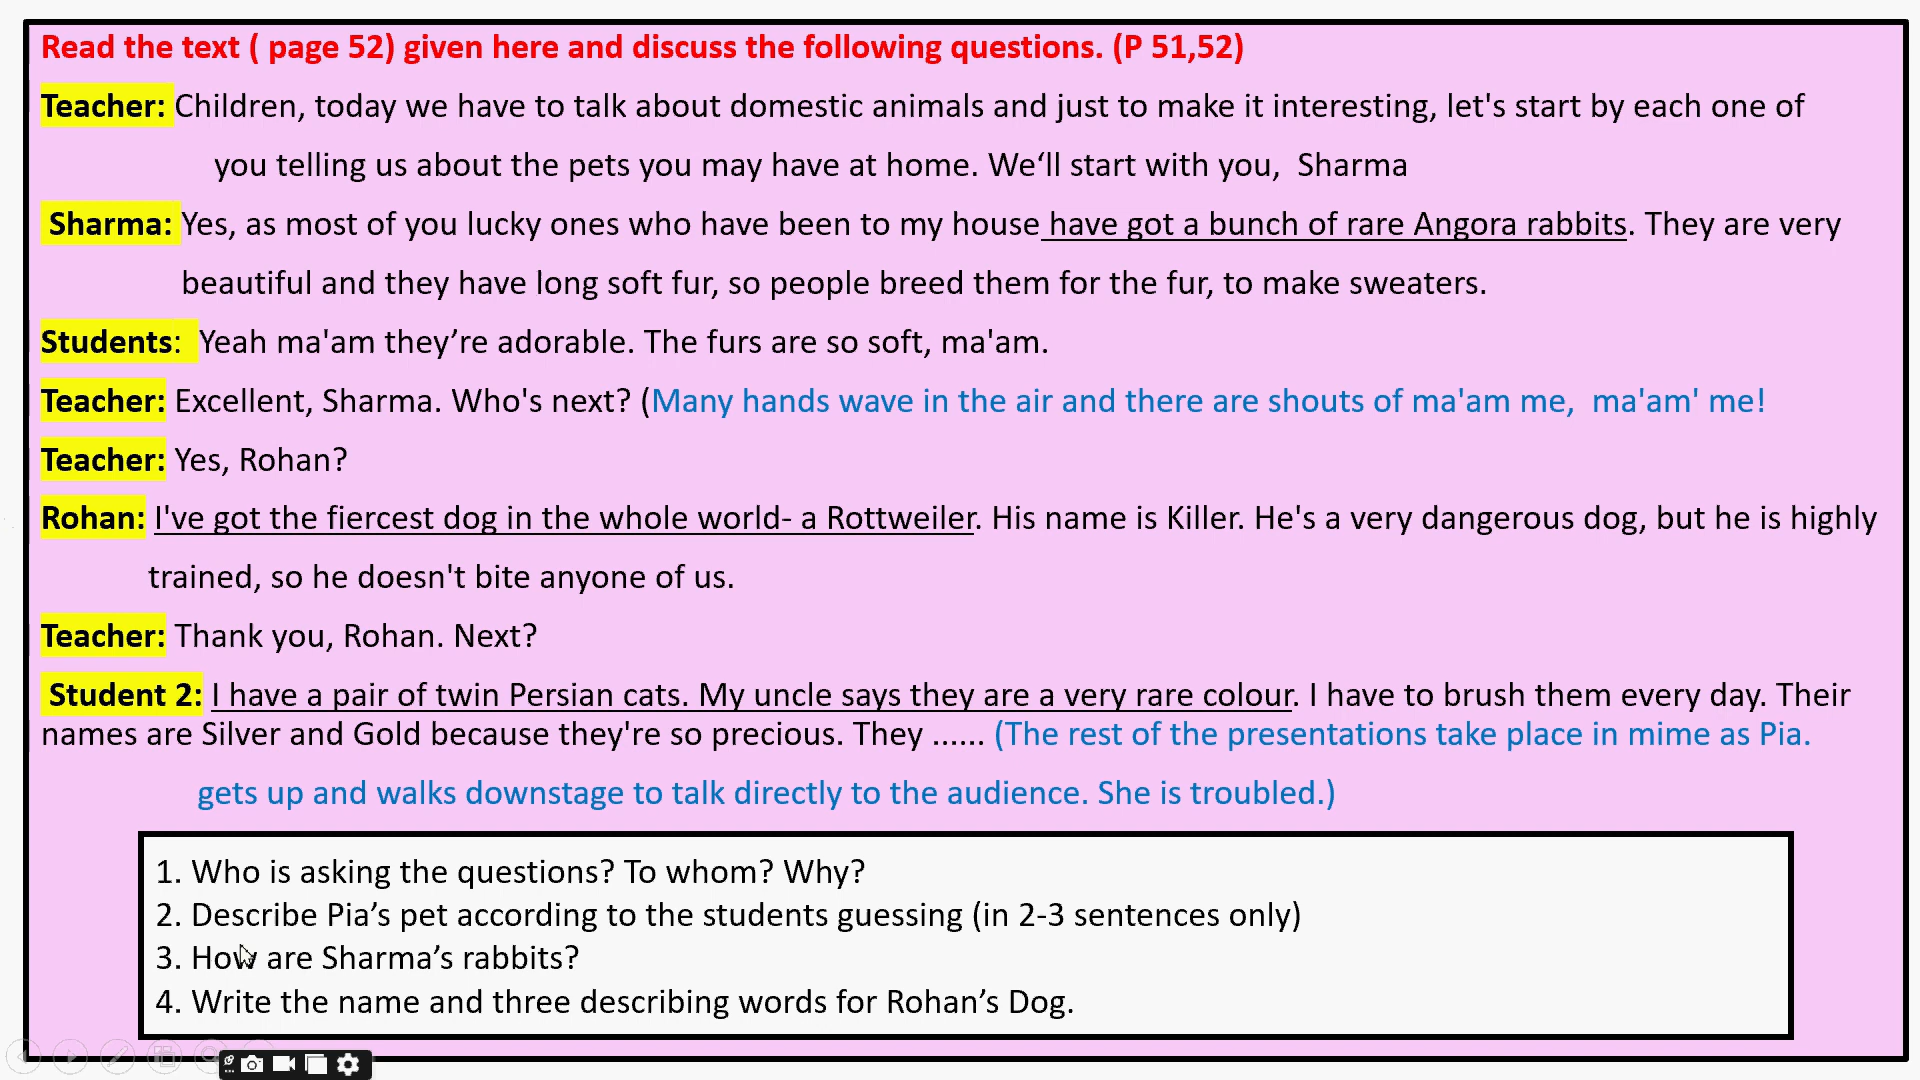 Read the text ( page 52) given here and discuss the following questions. (P 51,52)
Teacher: Children, today we have to talk about domestic animals and just to make it interesting, let's start by each one of
you telling us about the pets you may have at home. We‘ll start with you,  Sharma
Sharma: Yes, as most of you lucky ones who have been to my house have got a bunch of rare Angora rabbits. They are very
beautiful and they have long soft fur, so people breed them for the fur, to make sweaters.
Students:  Yeah ma'am they’re adorable. The furs are so soft, ma'am.
Teacher: Excellent, Sharma. Who's next? (Many hands wave in the air and there are shouts of ma'am me,  ma'am' me!
Teacher: Yes, Rohan?
Rohan: I've got the fiercest dog in the whole world- a Rottweiler. His name is Killer. He's a very dangerous dog, but he is highly
trained, so he doesn't bite anyone of us.
Teacher: Thank you, Rohan. Next?
Student 2: I have a pair of twin Persian cats. My uncle says they are a very rare colour. I have to brush them every day. Their
names are Silver and Gold because they're so precious. They ...... (The rest of the presentations take place in mime as Pia.
gets up and walks downstage to talk directly to the audience. She is troubled.)
1. Who is asking the questions? To whom? Why?
2. Describe Pia’s pet according to the students guessing (in 2-3 sentences only)
3. How are Sharma’s rabbits?
4. Write the name and three describing words for Rohan’s Dog.